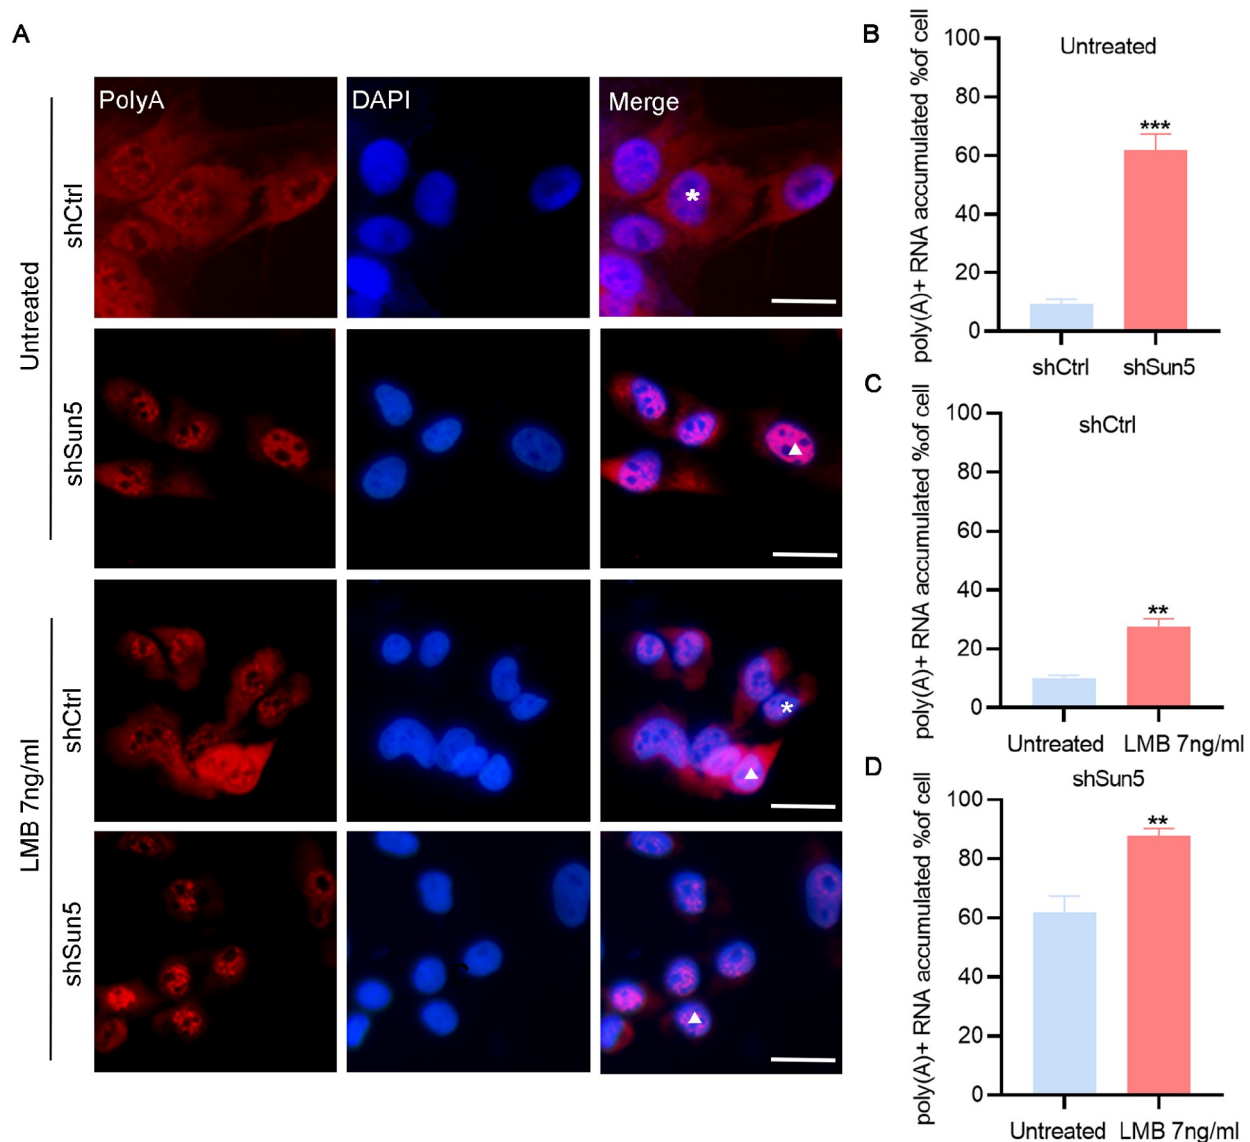 A
PolyA
DAPI
Merge
*
Untreated
shCtrl
shSun5
LMB 7ng/ml
shCtrl
*
shSun5
B
Untreated
poly(A)+ RNA accumulated %of cell
100
80
60
40
20
0
***
shCtrl
shSun5
C
shCtrl
poly(A)+ RNA accumulated %of cell
100
80
60
40
20
0
**
Untreated
LMB 7ng/ml
D
shSun5
poly(A)+ RNA accumulated %of cell
100
80
60
40
20
0
**
Untreated
LMB 7ng/ml